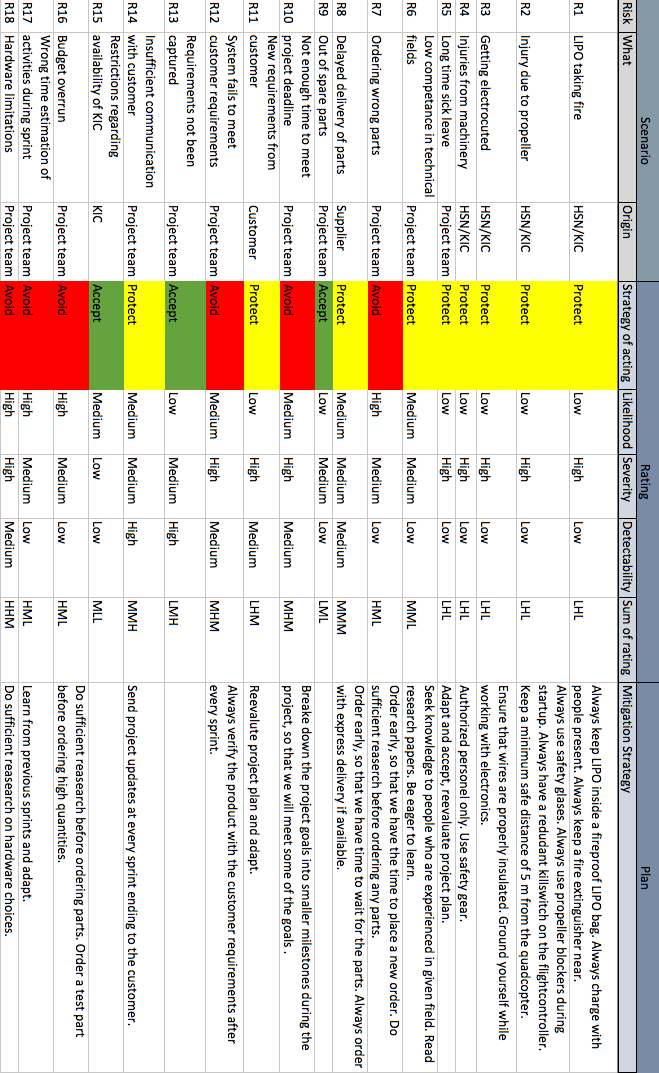 Scenario Rating Plan
Risk What Origin Strategy of acting Likelihood Severity Detectability Sum of rating Mitigation Strategy
R1 LIPO taking fire HSN/KIC Protect Low High Low LHL Always keep LIPO inside a fireproof LIPO bag. Always charge with
people present. Always keep a fire extinguisher near.
R2 Injury due to propeller HSN/KIC Protect Low High Low LHL Always use safety glases. Always use propeller blockers during
startup. Always have a redudant killswitch on the flightcontroller.
Keep a minimum safe distance of 5 m from the quadcopter.
R3 Getting electrocuted HSN/KIC Protect Low High Low LHL Ensure that wires are properly insulated. Ground yourself while
working with electronics.
R4 Injuries from machinery HSN/KIC Protect Low High Low LHL Authorized personel only. Use safety gear.
R5 Long time sick leave Project team Protect Low High Low LHL Adapt and accept, reevaluate project plan.
R6 Low competance in technical
fields Project team Protect Medium Medium Low MML Seek knowledge to people who are experienced in given field. Read
research papers. Be eager to learn.
R7 Ordering wrong parts Project team Avoid High Medium Low HML Order early, so that we have the time to place a new order. Do
sufficient reaserch before ordering any parts.
R8 Delayed delivery of parts Supplier Protect Medium Medium Medium MMM Order early, so that we have time to wait for the parts. Always order
with express delivery if available.
R9 Out of spare parts Project team Accept Low Medium Low LML
R10 Not enough time to meet
project deadline Project team Avoid Medium High Medium MHM Breake down the project goals into smaller milestones during the
project, so that we will meet some of the goals .
R11 New requirements from
customer Customer Protect Low High Medium LHM Reevalute project plan and adapt.
R12 System fails to meet
customer requirements Project team Avoid Medium High Medium MHM Always verify the product with the customer requirements after
every sprint.
R13 Requirements not been
captured Project team Accept Low Medium High LMH
R14 Insufficient communication
with customer Project team Protect Medium Medium High MMH Send project updates at every sprint ending to the customer.
R15 Restrictions regarding
availability of KIC KIC Accept Medium Low Low MLL
R16 Budget overrun Project team Avoid High Medium Low HML Do sufficient reasearch before ordering parts. Order a test part
before ordering high quantities.
R17 Wrong time estimation of
activities during sprint Project team Avoid High Medium Low HML Learn from previous sprints and adapt.
R18 Hardware limitations Project team Avoid High High Medium HHM Do sufficient reasearch on hardware choices.